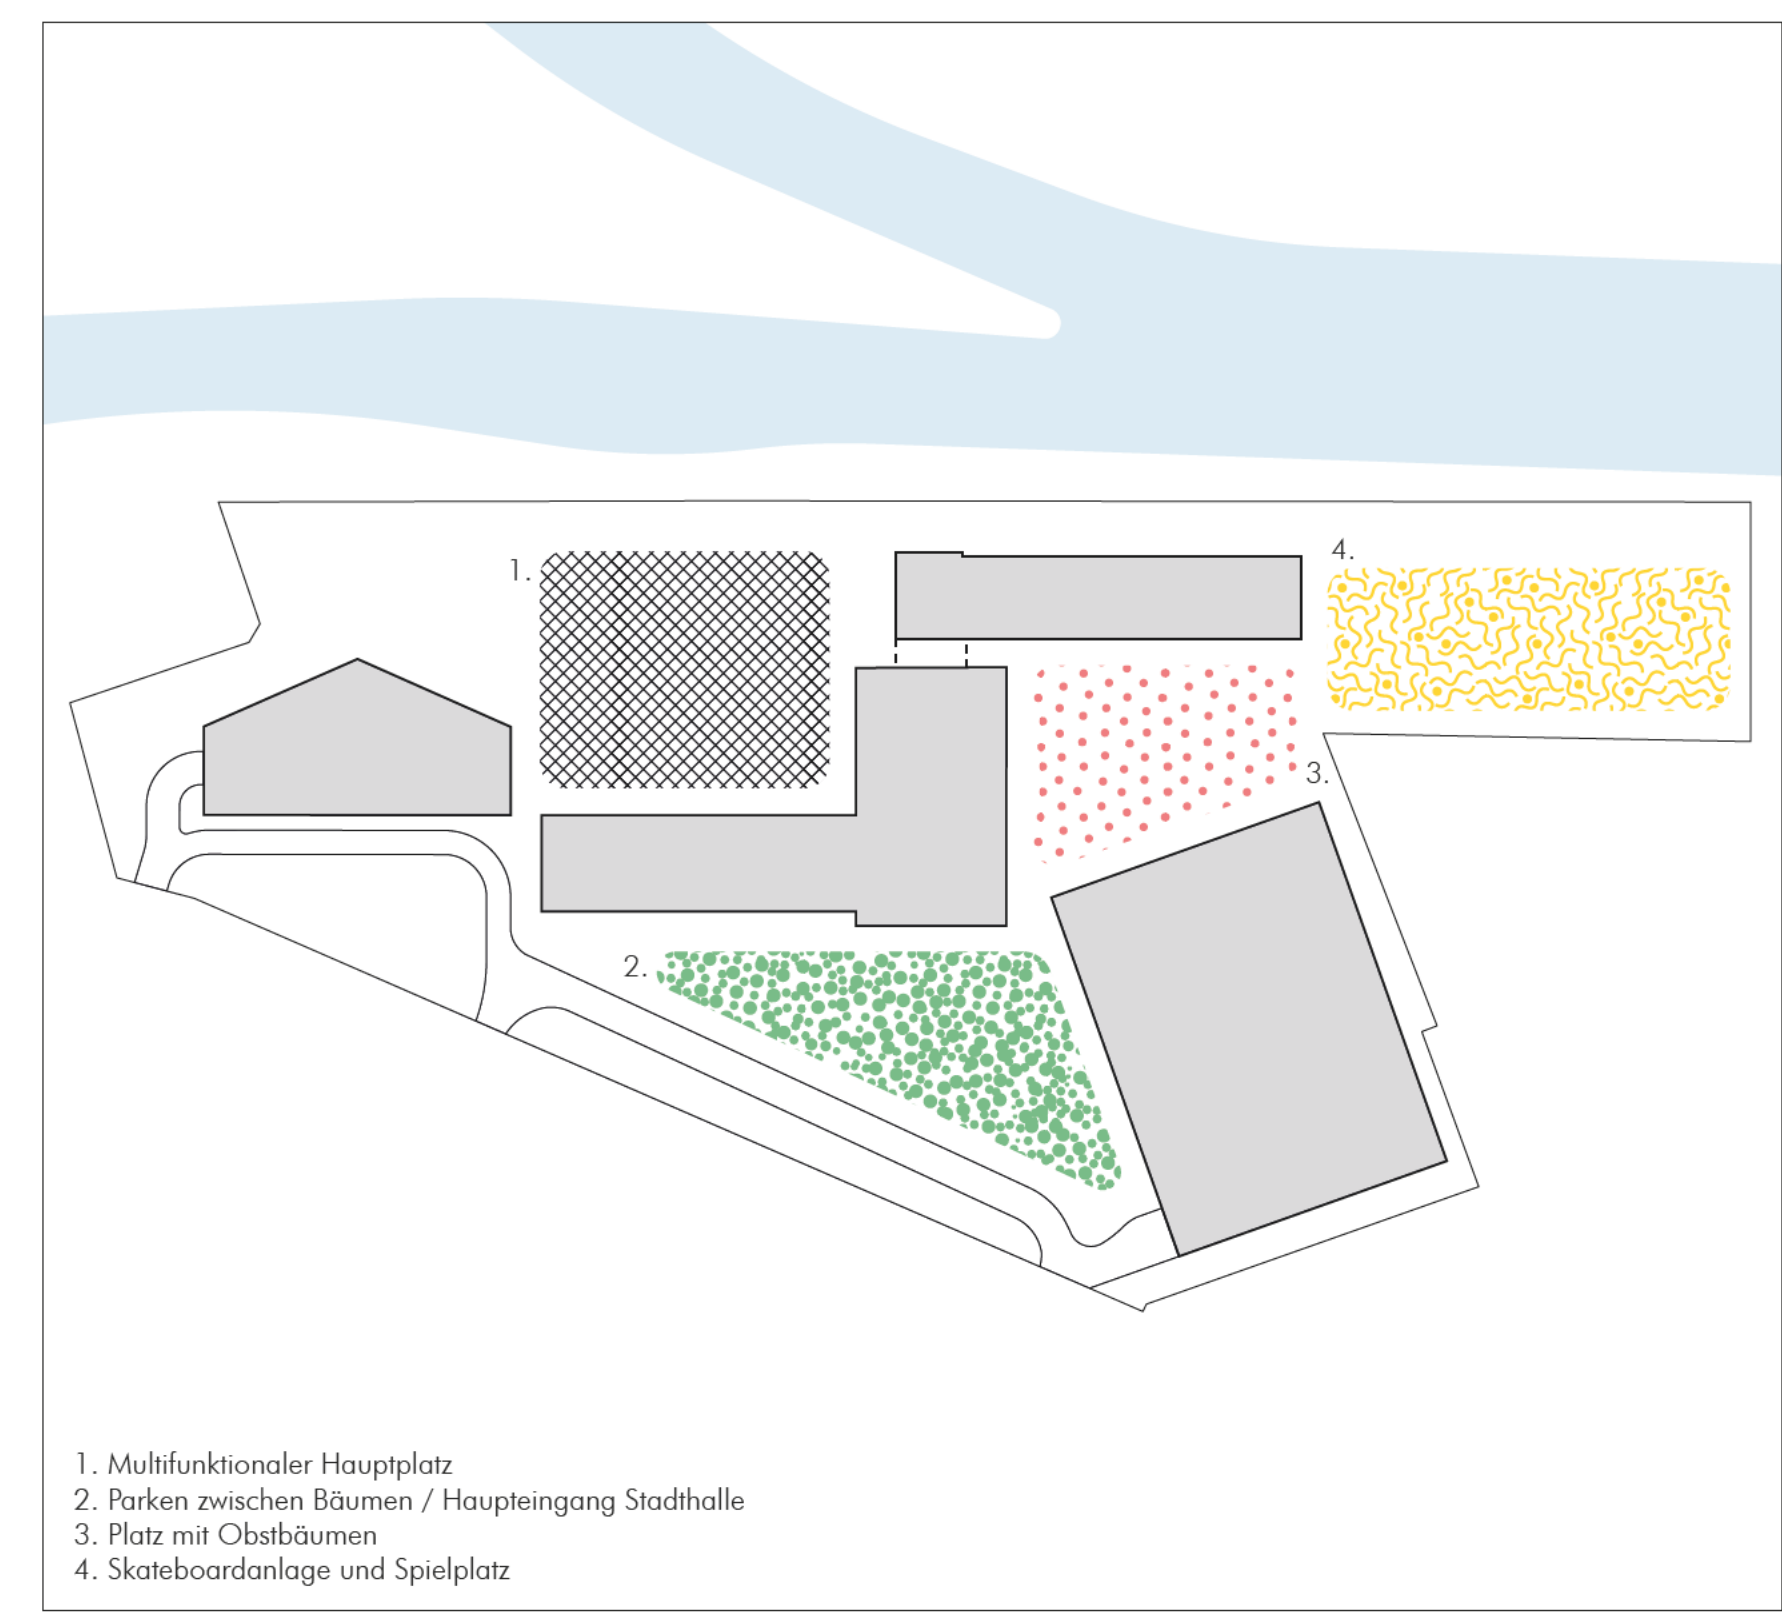 1.
4.
3.
2.
1. Multifunktionaler Hauptplatz
2. Parken zwischen Bäumen / Haupteingang Stadthalle
3. Platz mit Obstbäumen
4. Skateboardanlage und Spielplatz